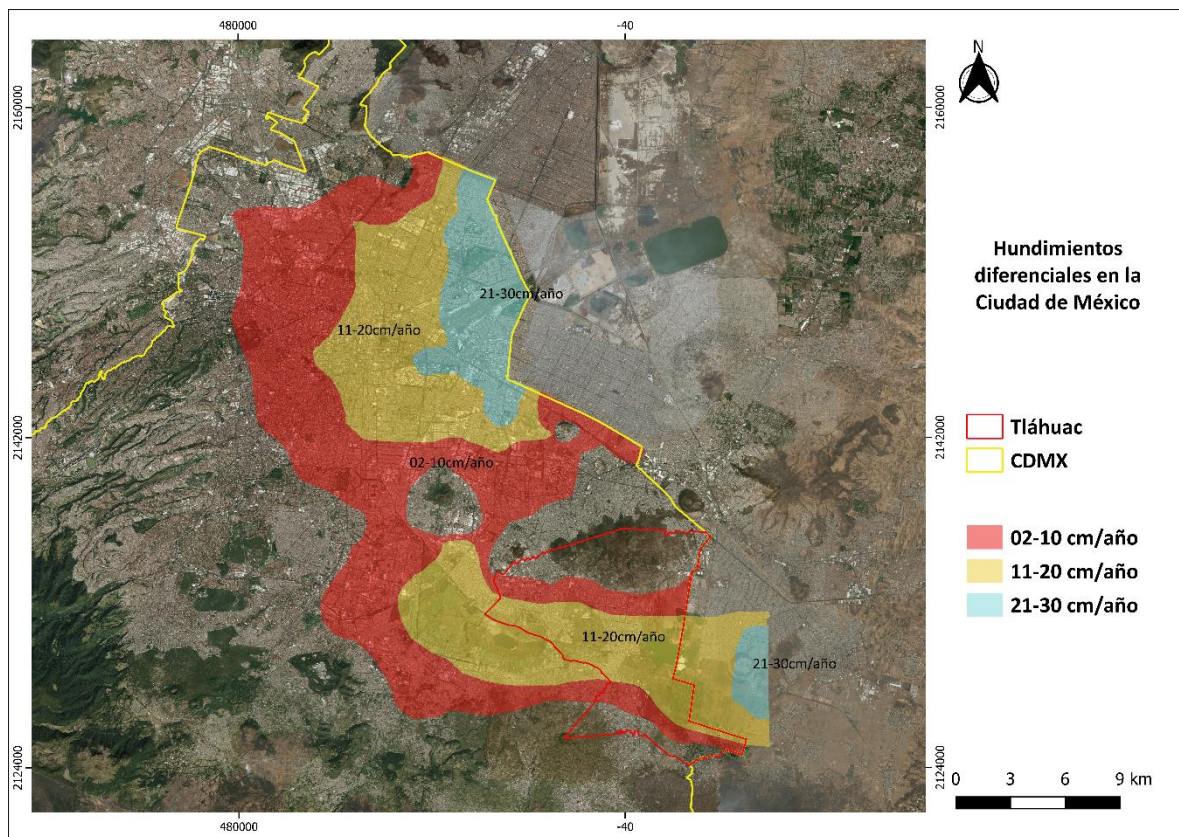 480000
-40
N
2160000
2160000
Hundimientos
diferenciales en la
Ciudad de México
21-30cm/año
11-20cm/año
Tláhuac
2142000
2142000
CDMX
02-10cm/año
02-10 cm/año
11-20 cm/año
21-30 cm/año
11-20cm/año
21-30cm/año
2124000
2124000
0 3 6 9 km
480000
-40